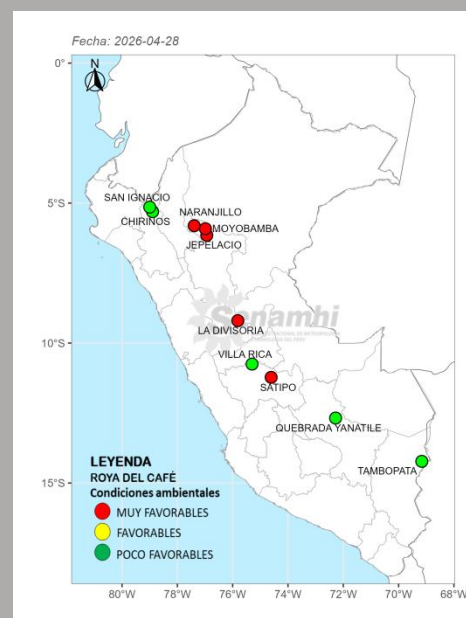 Fecha: 2026-04-28
N
0°
5°S
10°S
15°S
SAN IGNACIO
CHIRINOS
NARANJILLO
MOYOBAMBA
JEPELACIO
Senamhi
LA DIVISORIA
VILLA RICA
SATIPO
QUEBRADA YANATILE
TAMBOPATA
LEYENDA
ROYA DEL CAFÉ
Condiciones ambientales
MUY FAVORABLES
FAVORABLES
POCO FAVORABLES
80°W 78°W 76°W 74°W 72°W 70°W 68°W